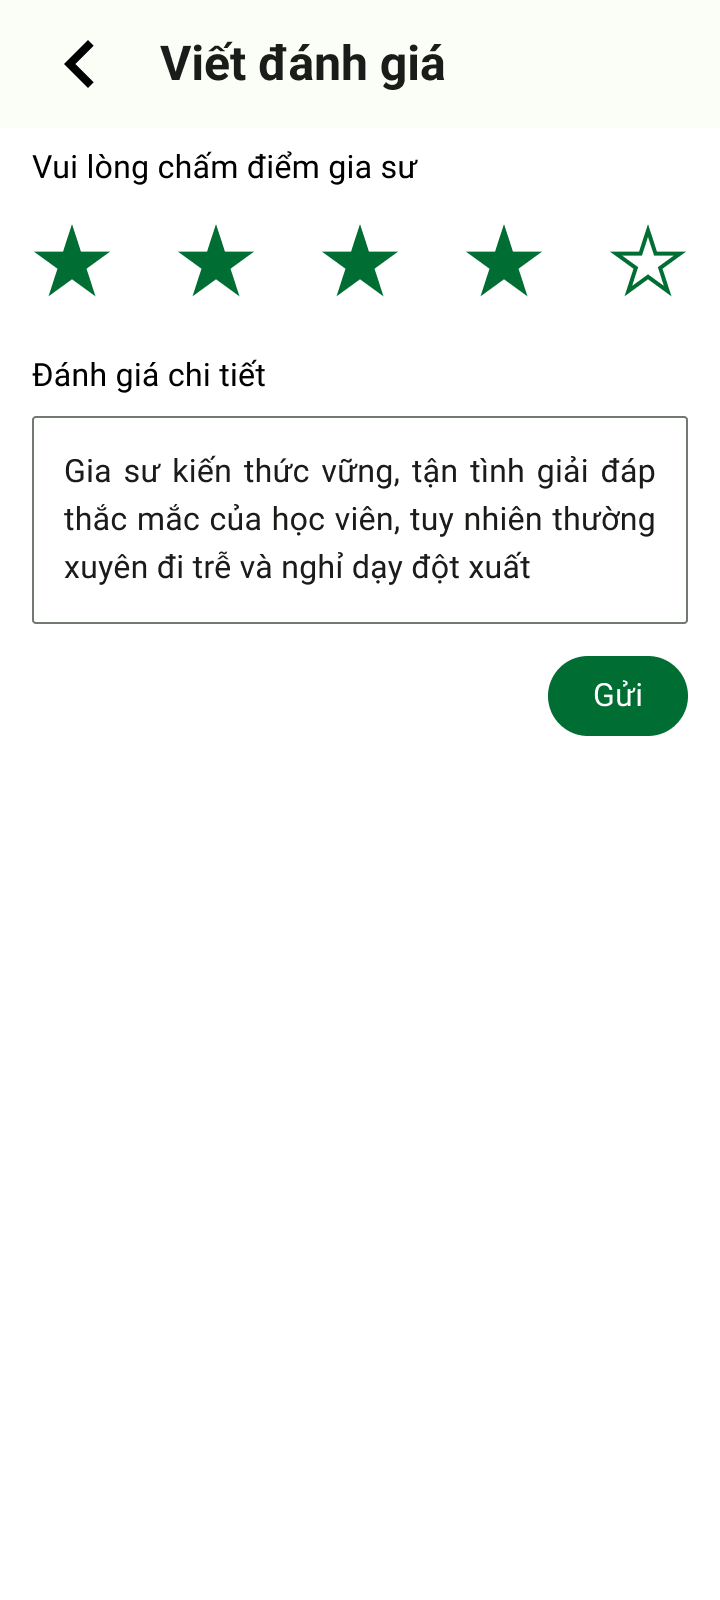 Viết đánh giá
Vui lòng chấm điểm gia sư
Đánh giá chi tiết
Gia sư kiến thức vững, tận tình giải đáp
thắc mắc của học viên, tuy nhiên thường
xuyên đi trễ và nghỉ dạy đột xuất
Gửi